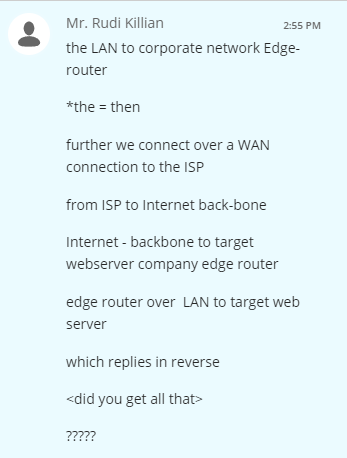 Mr. Rudi Killian 2:55 PM
the LAN to corporate network Edge-
router
*the = then
further we connect over a WAN
connection to the ISP
from ISP to Internet back-bone
Internet - backbone to target
webserver company edge router
edge router over  LAN to target web
server
which replies in reverse
<did you get all that>
?????